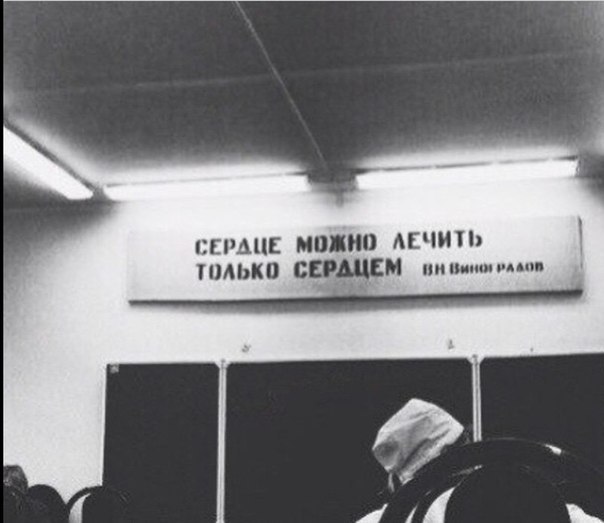 СЕРДЦЕ МОЖНО ЛЕЧИТЬ
ТОЛЬКО СЕРДЦЕМ В.Н. ВИНОГРАДОВ